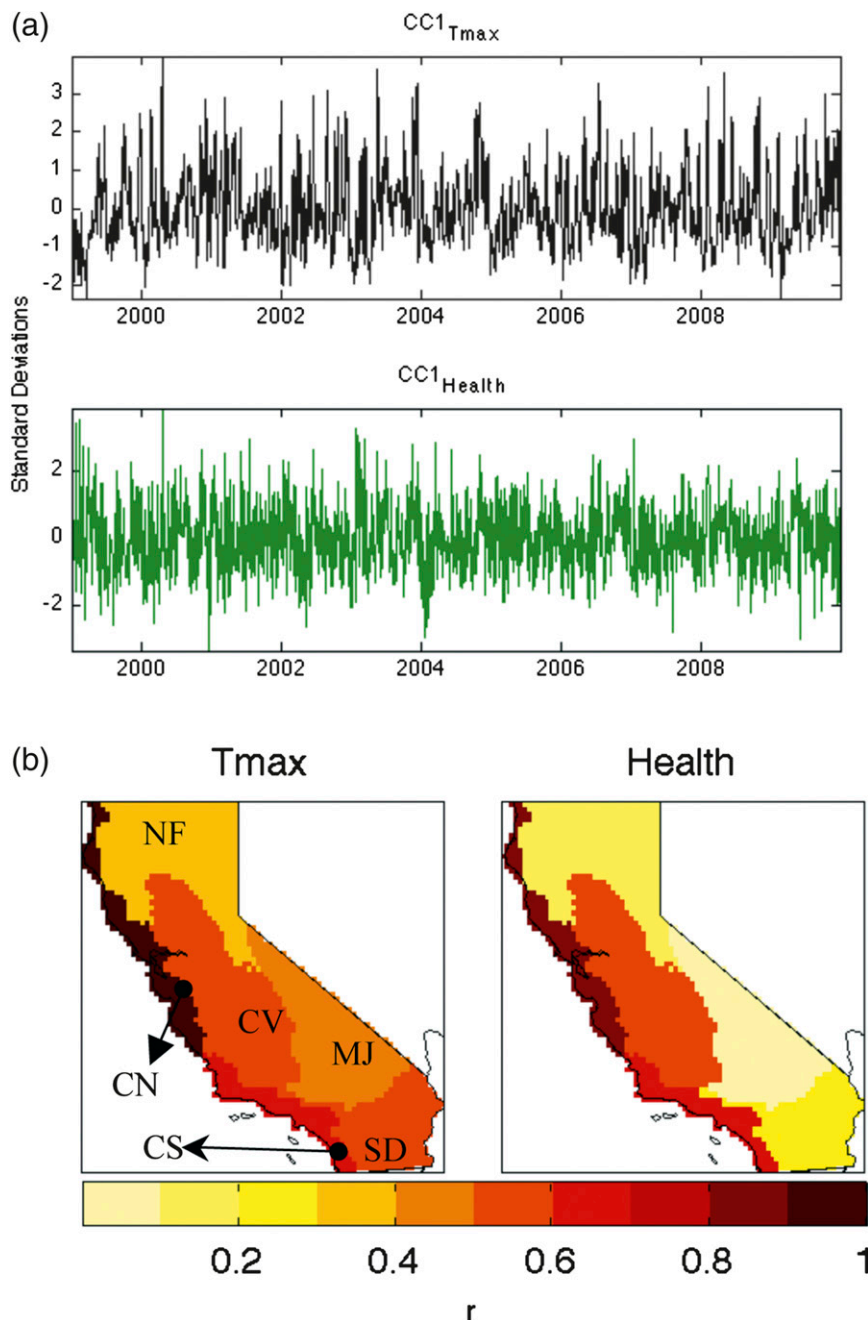 (a)
CC1Tmax
3
2
1
0
-1
-2
2000 2002 2004 2006 2008
Standard Deviations
CC1Health
2
0
-2
2000 2002 2004 2006 2008
(b)
Tmax Health
NF
CV
MJ
CN
CS
SD
0.2 0.4 0.6 0.8 1
r